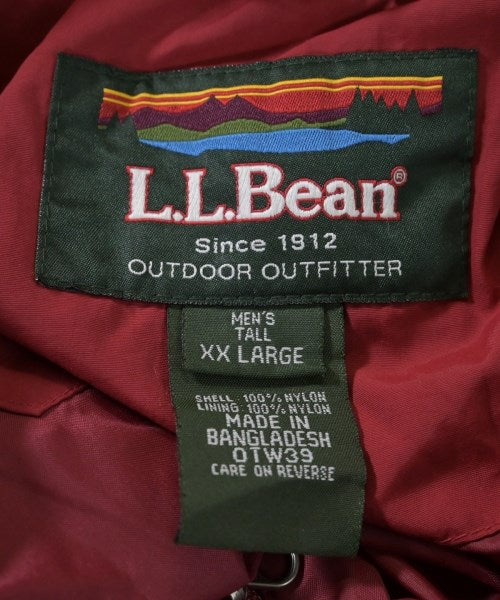 L.L.Bean®
Since 1912
OUTDOOR OUTFITTER
MEN'S
TALL
XX LARGE
SHELL: 100% NYLON
LINING: 100% NYLON
MADE IN
BANGLADESH
OTW39
CARE ON REVERSE